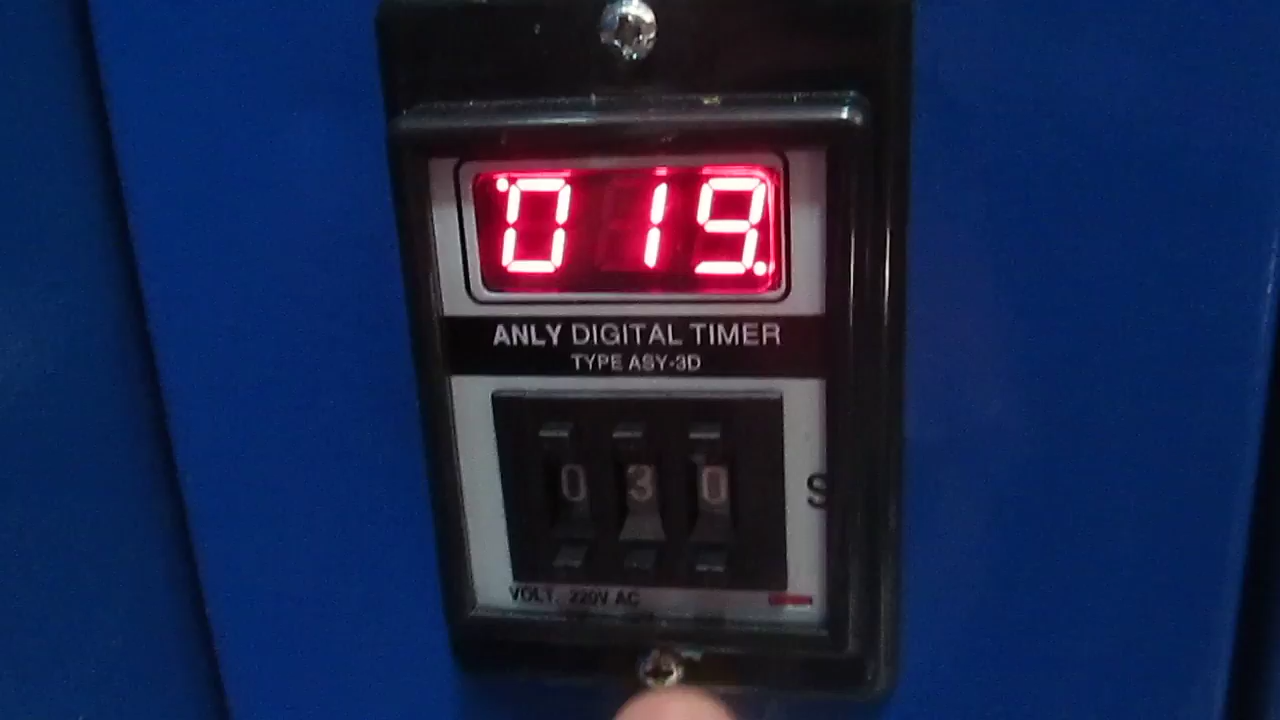 019.
ANLY DIGITAL TIMER
TYPE ASY-3D
0 3 0
S
VOLT. 220V AC